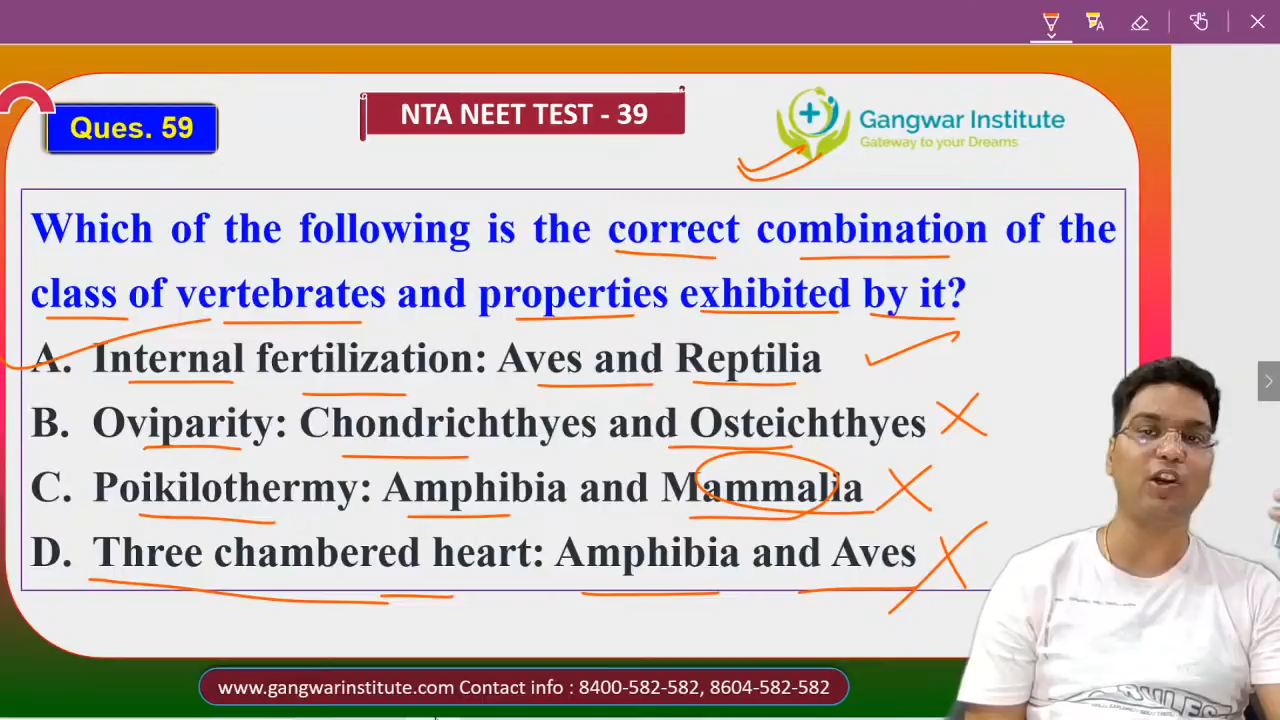 Ques. 59
NTA NEET TEST - 39
Gangwar Institute
Gateway to your Dreams
Which of the following is the correct combination of the
class of vertebrates and properties exhibited by it?
A. Internal fertilization: Aves and Reptilia
B. Oviparity: Chondrichthyes and Osteichthyes
C. Poikilothermy: Amphibia and Mammalia
D. Three chambered heart: Amphibia and Aves
www.gangwarinstitute.com Contact info : 8400-582-582, 8604-582-582